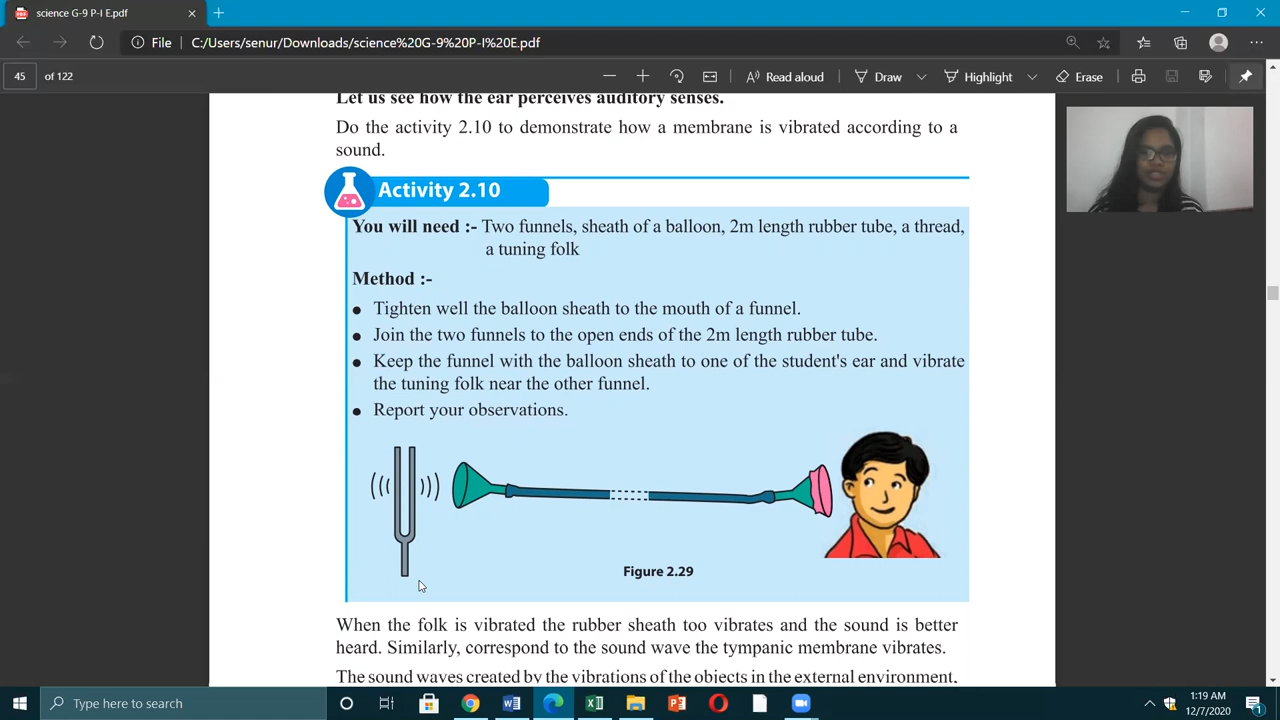 science G-9 P-I E.pdf
File
C:/Users/senur/Downloads/science%20G-9%20P-I%20E.pdf
45 of 122
Read aloud
Draw
Highlight
Erase
Let us see how the ear perceives auditory senses.
Do the activity 2.10 to demonstrate how a membrane is vibrated according to a
sound.
Activity 2.10
You will need :- Two funnels, sheath of a balloon, 2m length rubber tube, a thread,
a tuning folk
Method :-
● Tighten well the balloon sheath to the mouth of a funnel.
● Join the two funnels to the open ends of the 2m length rubber tube.
● Keep the funnel with the balloon sheath to one of the student's ear and vibrate
the tuning folk near the other funnel.
● Report your observations.
Figure 2.29
When the folk is vibrated the rubber sheath too vibrates and the sound is better
heard. Similarly, correspond to the sound wave the tympanic membrane vibrates.
The sound waves created by the vibrations of the objects in the external environment,
Type here to search
1:19 AM
12/7/2020